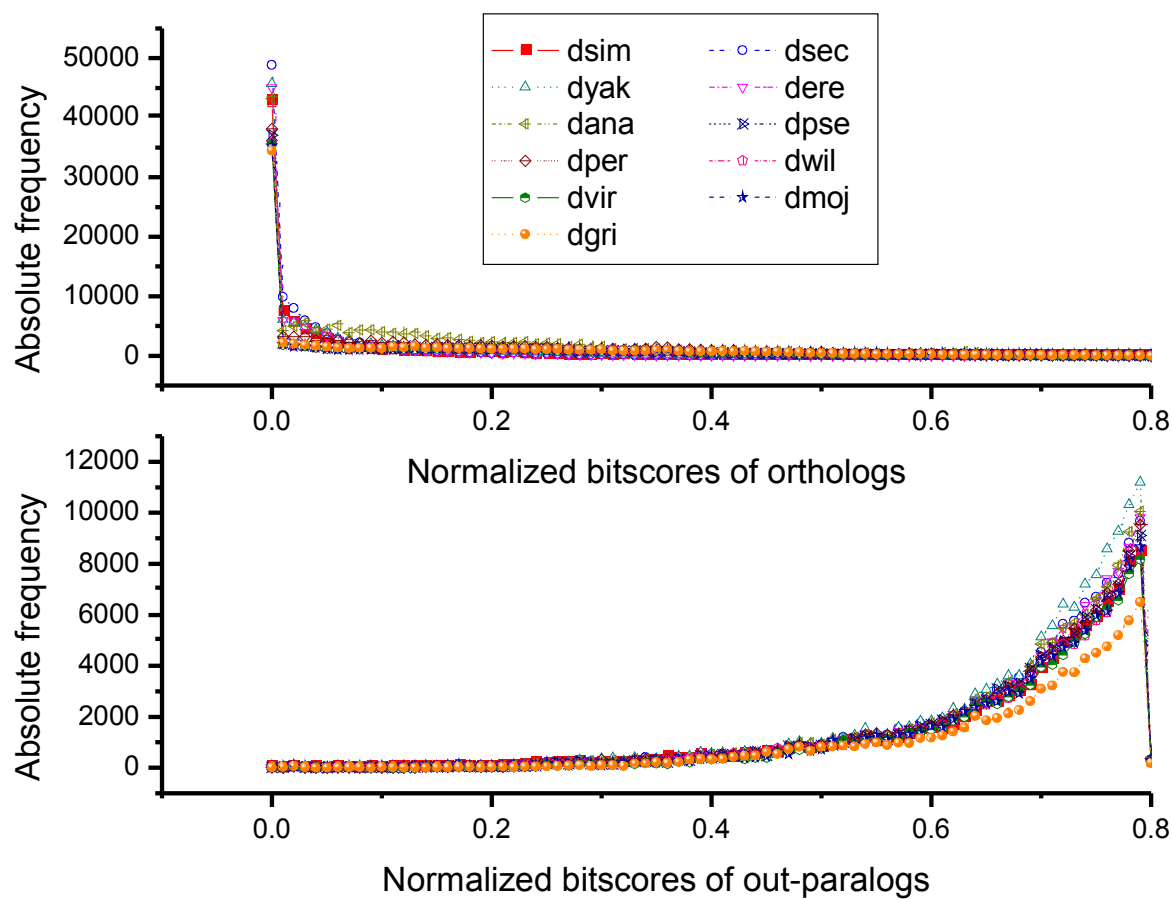 50000
40000
30000
20000
10000
0
Absolute frequency
dsim dsec
dyak dere
dana dpse
dper dwil
dvir dmoj
dgri
0.0 0.2 0.4 0.6 0.8
Normalized bitscores of orthologs
12000
10000
8000
6000
4000
2000
0
Absolute frequency
0.0 0.2 0.4 0.6 0.8
Normalized bitscores of out-paralogs